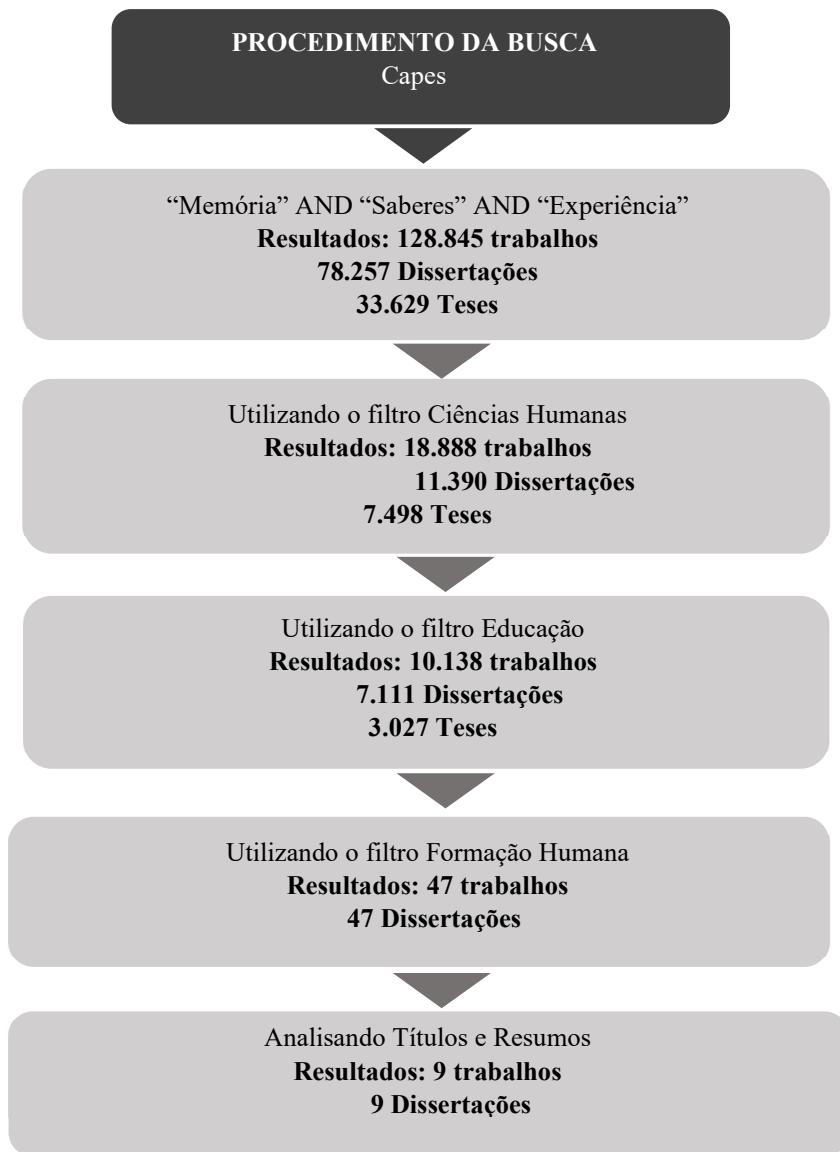 PROCEDIMENTO DA BUSCA
Capes
“Memória” AND “Saberes” AND “Experiência”
Resultados: 128.845 trabalhos
78.257 Dissertações
33.629 Teses
Utilizando o filtro Ciências Humanas
Resultados: 18.888 trabalhos
11.390 Dissertações
7.498 Teses
Utilizando o filtro Educação
Resultados: 10.138 trabalhos
7.111 Dissertações
3.027 Teses
Utilizando o filtro Formação Humana
Resultados: 47 trabalhos
47 Dissertações
Analisando Títulos e Resumos
Resultados: 9 trabalhos
9 Dissertações